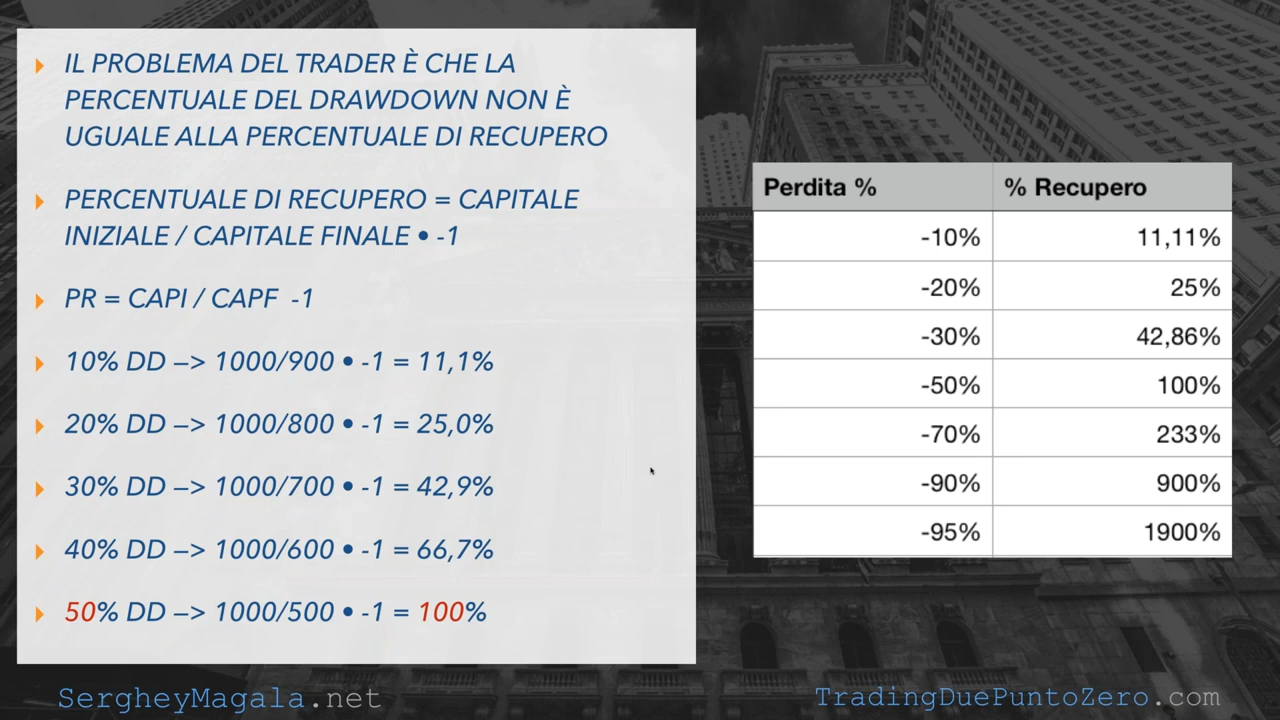 IL PROBLEMA DEL TRADER È CHE LA
PERCENTUALE DEL DRAWDOWN NON È
UGUALE ALLA PERCENTUALE DI RECUPERO
PERCENTUALE DI RECUPERO = CAPITALE
INIZIALE / CAPITALE FINALE • -1
PR = CAPI / CAPF -1
10% DD —> 1000/900 • -1 = 11,1%
20% DD —> 1000/800 • -1 = 25,0%
30% DD —> 1000/700 • -1 = 42,9%
40% DD —> 1000/600 • -1 = 66,7%
50% DD —> 1000/500 • -1 = 100%
Perdita % % Recupero
-10% 11,11%
-20% 25%
-30% 42,86%
-50% 100%
-70% 233%
-90% 900%
-95% 1900%
SergheyMagala.net
TradingDuePuntoZero.com